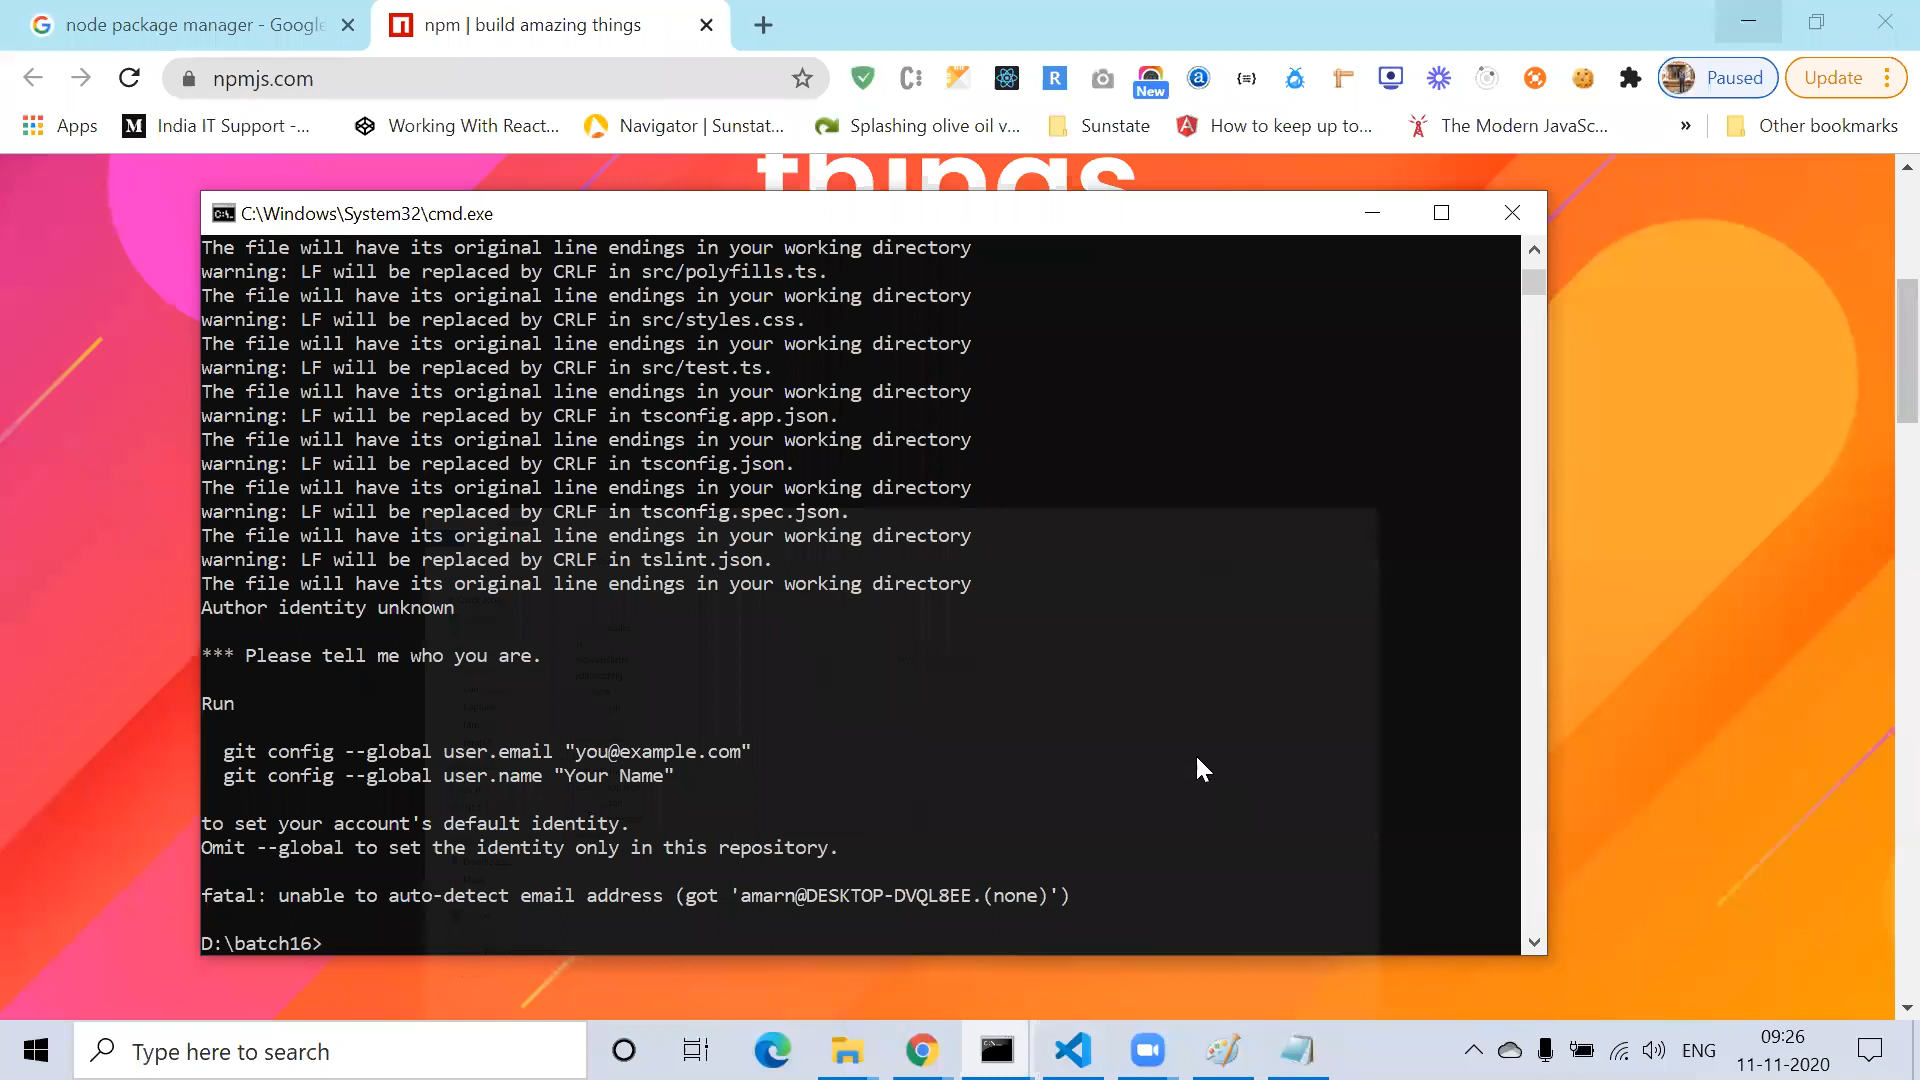 node package manager - Google
npm | build amazing things
npmjs.com
New
Paused
Update
Apps
India IT Support -...
Working With React...
Navigator | Sunstat...
Splashing olive oil v...
Sunstate
How to keep up to...
The Modern JavaSc...
»
Other bookmarks
things
C:\Windows\System32\cmd.exe
The file will have its original line endings in your working directory
warning: LF will be replaced by CRLF in src/polyfills.ts.
The file will have its original line endings in your working directory
warning: LF will be replaced by CRLF in src/styles.css.
The file will have its original line endings in your working directory
warning: LF will be replaced by CRLF in src/test.ts.
The file will have its original line endings in your working directory
warning: LF will be replaced by CRLF in tsconfig.app.json.
The file will have its original line endings in your working directory
warning: LF will be replaced by CRLF in tsconfig.json.
The file will have its original line endings in your working directory
warning: LF will be replaced by CRLF in tsconfig.spec.json.
The file will have its original line endings in your working directory
warning: LF will be replaced by CRLF in tslint.json.
The file will have its original line endings in your working directory
Author identity unknown
*** Please tell me who you are.
Run
git config --global user.email "you@example.com"
git config --global user.name "Your Name"
to set your account's default identity.
Omit --global to set the identity only in this repository.
fatal: unable to auto-detect email address (got 'amarn@DESKTOP-DVQL8EE.(none)')
D:\batch16>
Type here to search
ENG
09:26
11-11-2020